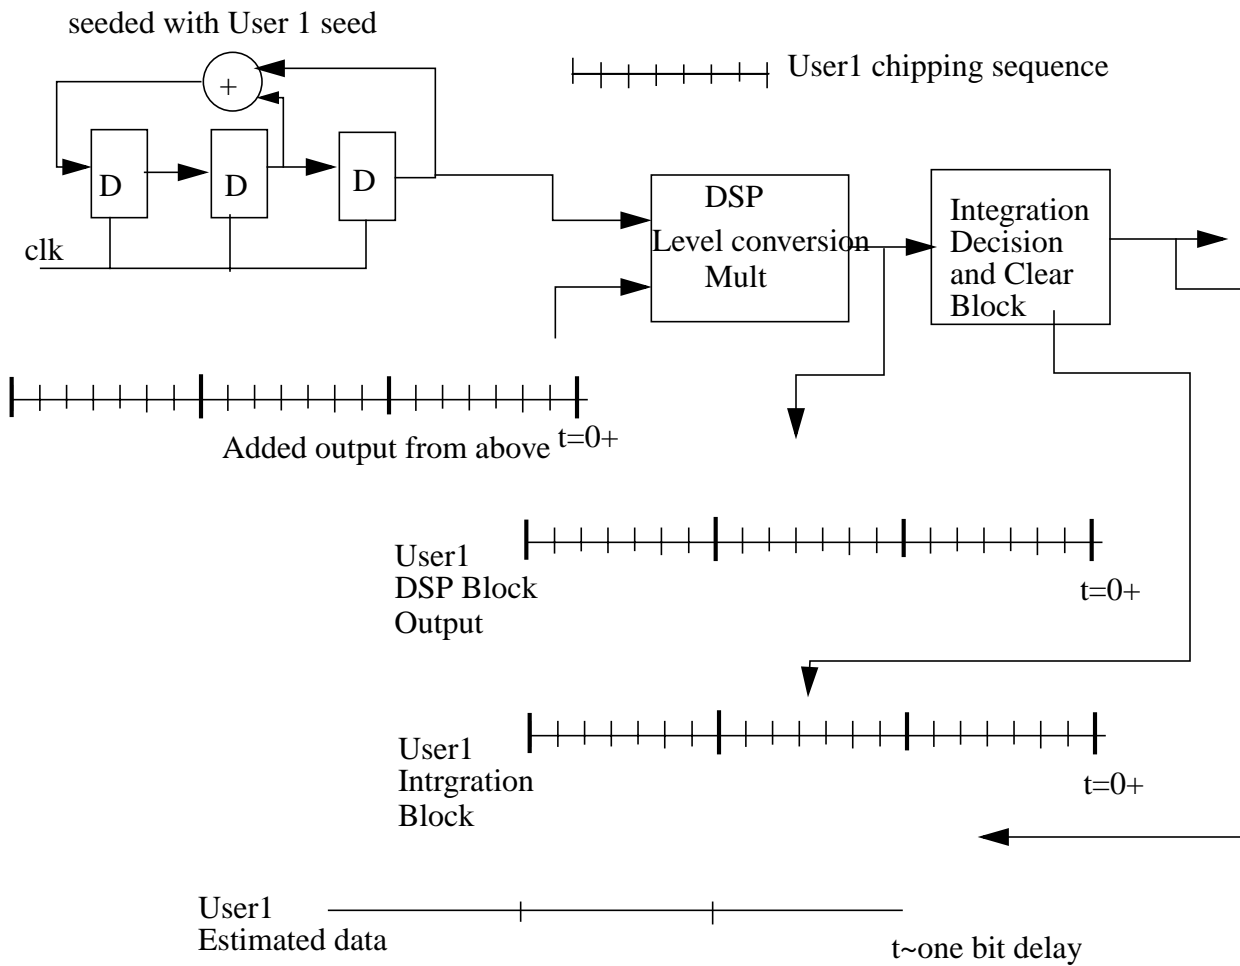 seeded with User 1 seed
+
User1 chipping sequence
D
D
D
clk
DSP
Level conversion
Mult
Integration
Decision
and Clear
Block
Added output from above
t=0+
User1
DSP Block
Output
t=0+
User1
Intrgration
Block
t=0+
User1
Estimated data
t~one bit delay